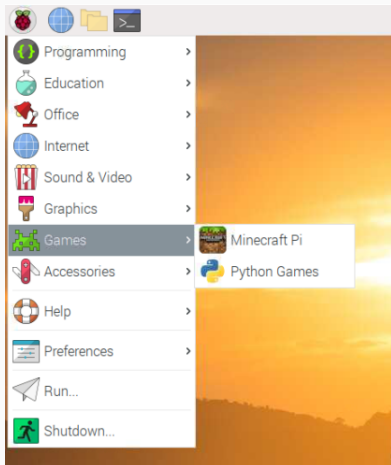 Programming
Education
Office
Internet
Sound & Video
Graphics
Games
Minecraft Pi
Accessories
Python Games
Help
Preferences
Run...
Shutdown...